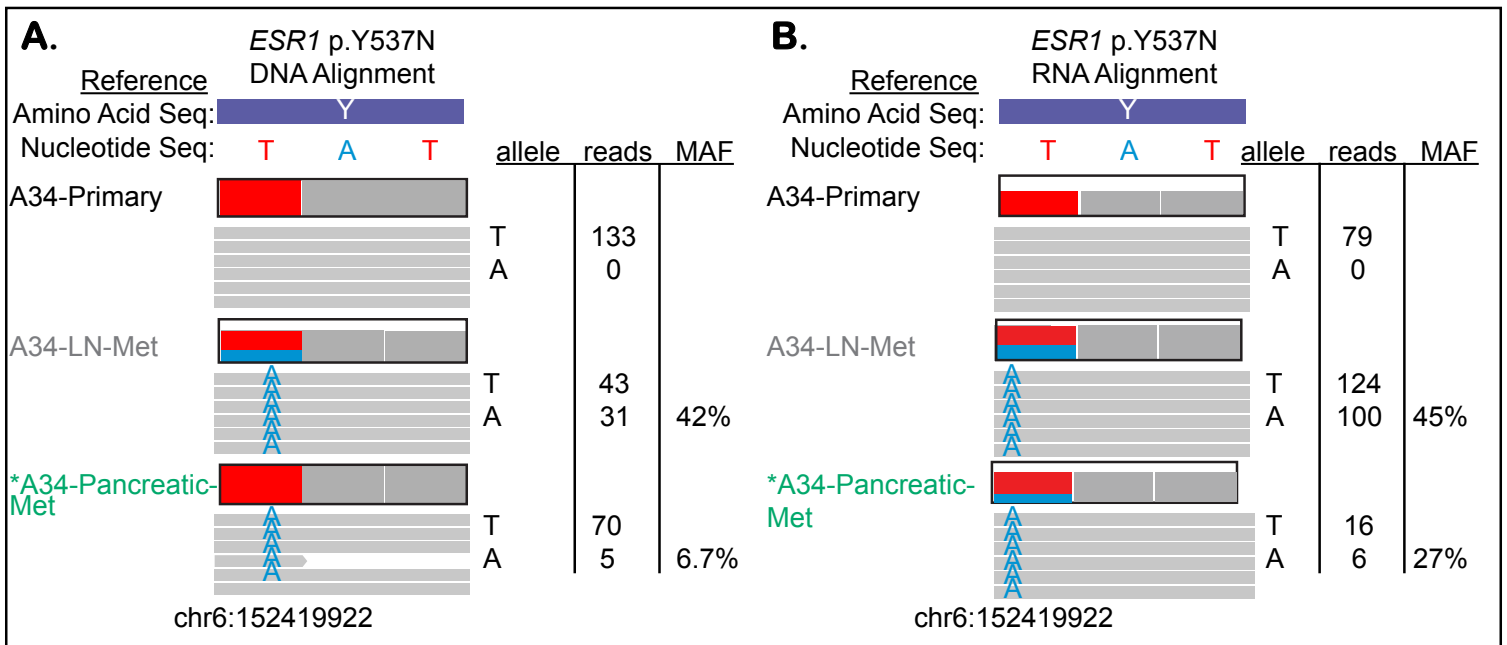 A.
ESR1 p.Y537N
DNA Alignment
Reference
Amino Acid Seq: Y
Nucleotide Seq: T A T allele reads MAF
A34-Primary
T 133
A 0
A34-LN-Met
A
A
A
A
A
A
T 43
A 31 42%
*A34-Pancreatic-
Met
A
A
A
A
A
T 70
A 5 6.7%
chr6:152419922
B.
ESR1 p.Y537N
RNA Alignment
Reference
Amino Acid Seq: Y
Nucleotide Seq: T A T allele reads MAF
A34-Primary
T 79
A 0
A34-LN-Met
A
A
A
A
A
A
T 124
A 100 45%
*A34-Pancreatic-
Met
A
A
A
A
A
A
T 16
A 6 27%
chr6:152419922